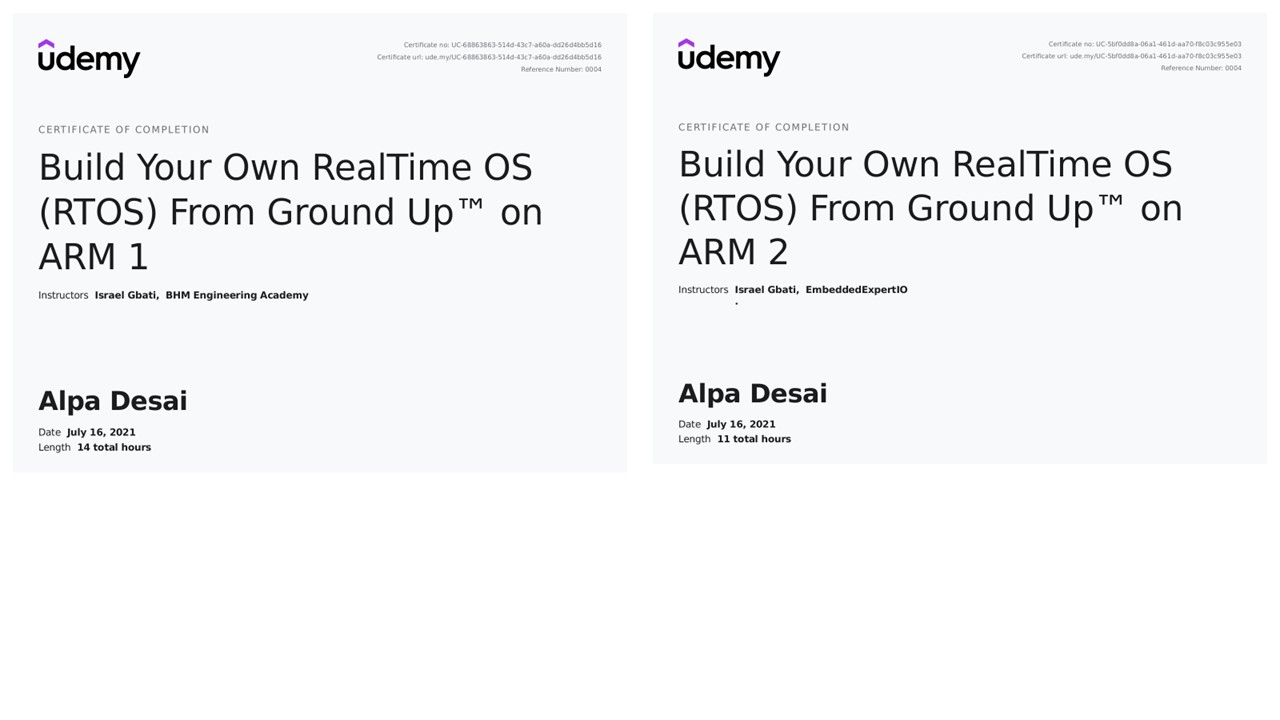 udemy
Certificate no: UC-68863863-514d-43c7-a60a-dd26d4bb5d16
Certificate url: ude.my/UC-68863863-514d-43c7-a60a-dd26d4bb5d16
Reference Number: 0004
CERTIFICATE OF COMPLETION
Build Your Own RealTime OS
(RTOS) From Ground Up™ on
ARM 1
Instructors Israel Gbati, BHM Engineering Academy
Alpa Desai
Date July 16, 2021
Length 14 total hours
udemy
Certificate no: UC-5bf0dd8a-06a1-461d-aa70-f8c03c955e03
Certificate url: ude.my/UC-5bf0dd8a-06a1-461d-aa70-f8c03c955e03
Reference Number: 0004
CERTIFICATE OF COMPLETION
Build Your Own RealTime OS
(RTOS) From Ground Up™ on
ARM 2
Instructors Israel Gbati, EmbeddedExpertIO
.
Alpa Desai
Date July 16, 2021
Length 11 total hours